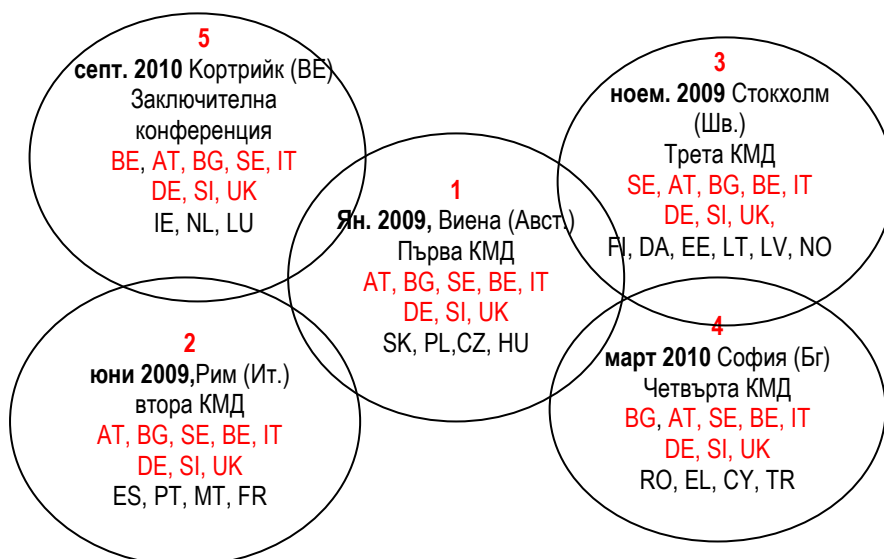 5
септ. 2010 Кортрийк (BE)
Заключителна
конференция
BE, AT, BG, SE, IT
DE, SI, UK
IE, NL, LU
3
ноем. 2009 Стокхолм
(Шв.)
Трета КМД
SE, AT, BG, BE, IT
DE, SI, UK,
FI, DA, EE, LT, LV, NO
1
Ян. 2009, Виена (Авст.)
Първа КМД
AT, BG, SE, BE, IT
DE, SI, UK
SK, PL,CZ, HU
2
юни 2009,Рим (Ит.)
втора КМД
AT, BG, SE, BE, IT
DE, SI, UK
ES, PT, MT, FR
4
март 2010 София (Бг)
Четвърта КМД
BG, AT, SE, BE, IT
DE, SI, UK
RO, EL, CY, TR